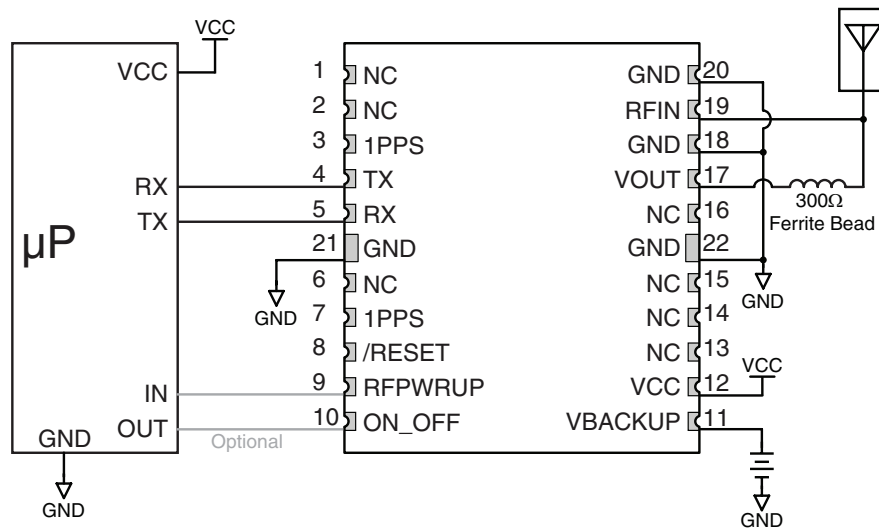 VCC
VCC
RX
TX
µP
IN
OUT
GND
GND
Optional
1 NC
2 NC
3 1PPS
4 TX
5 RX
21 GND
GND
6 NC
7 1PPS
8 /RESET
9 RFPWRUP
10 ON_OFF
GND 20
RFIN 19
GND 18
VOUT 17
300Ω
Ferrite Bead
NC 16
GND 22
GND
NC 15
NC 14
NC 13
VCC
VCC 12
VBACKUP 11
GND